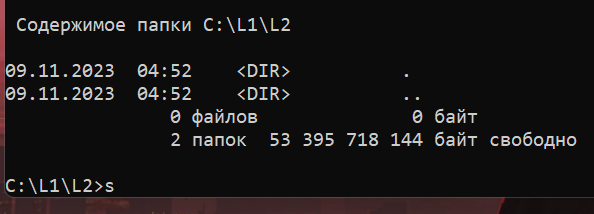 Содержимое папки C:\L1\L2
09.11.2023  04:52    <DIR>          .
09.11.2023  04:52    <DIR>          ..
               0 файлов              0 байт
               2 папок  53 395 718 144 байт свободно
C:\L1\L2>s